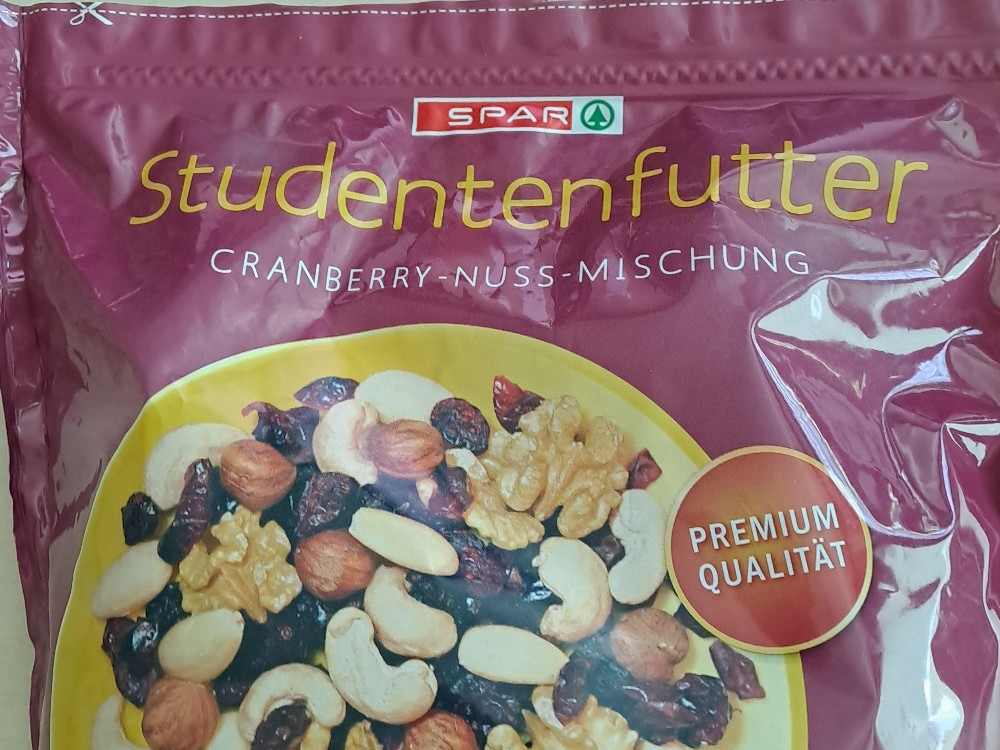 SPAR
Studentenfutter
CRANBERRY-NUSS-MISCHUNG
PREMIUM
QUALITÄT